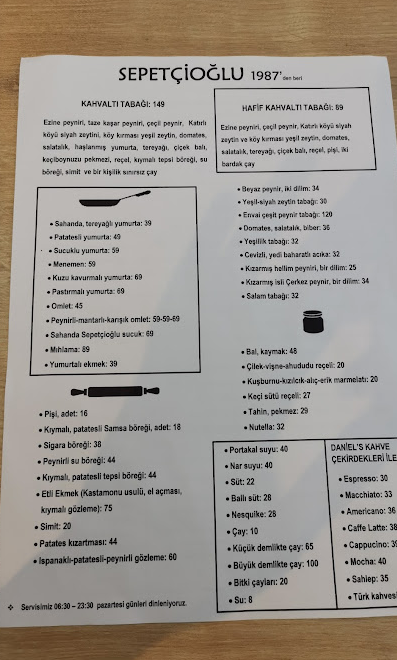 SEPETÇİOĞLU 1987'den beri
KAHVALTI TABAĞI: 149
Ezine peyniri, taze kaşar peyniri, çeçil peynir, Katırlı
köyü siyah zeytini, köy kırması yeşil zeytin, domates,
salatalık, haşlanmış yumurta, tereyağı, çiçek balı,
keçiboynuzu pekmezi, reçel, kıymalı tepsi böreği, su
böreği, simit ve bir kişilik sınırsız çay
HAFİF KAHVALTI TABAĞI: 89
Ezine peyniri, çeçil peynir, Katırlı köyü siyah
zeytin ve köy kırması yeşil zeytin, domates,
salatalık, tereyağı, çiçek balı, reçel, pişi, iki
bardak çay
• Sahanda, tereyağlı yumurta: 39
• Patatesli yumurta: 49
• Sucuklu yumurta: 59
• Menemen: 59
• Kuzu kavurmalı yumurta: 69
• Pastırmalı yumurta: 69
• Omlet: 45
• Peynirli-mantarlı-karışık omlet: 59-59-69
• Sahanda Sepetçioğlu sucuk: 69
• Mıhlama: 89
• Yumurtalı ekmek: 39
• Pişi, adet: 16
• Kıymalı, patatesli Samsa böreği, adet: 18
• Sigara böreği: 38
• Peynirli su böreği: 44
• Kıymalı, patatesli tepsi böreği: 44
• Etli Ekmek (Kastamonu usulü, el açması,
kıymalı gözleme): 75
• Simit: 20
• Patates kızartması: 44
• Ispanaklı-patatesli-peynirli gözleme: 60
• Beyaz peynir, iki dilim: 34
• Yeşil-siyah zeytin tabağı: 30
• Envai çeşit peynir tabağı: 120
• Domates, salatalık, biber: 36
• Yeşillik tabağı: 32
• Cevizli, yedi baharatlı acıka: 32
• Kızarmış hellim peyniri, bir dilim: 25
• Kızarmış isli Çerkez peynir, bir dilim: 34
• Salam tabağı: 32
• Bal, kaymak: 48
• Çilek-vişne-ahududu reçeli: 20
• Kuşburnu-kızılcık-alıç-erik marmelatı: 20
• Keçi sütü reçeli: 27
• Tahin, pekmez: 29
• Nutella: 32
• Portakal suyu: 40
• Nar suyu: 40
• Süt: 22
• Ballı süt: 28
• Nesquike: 28
• Çay: 10
• Küçük demlikte çay: 65
• Büyük demlikte çay: 100
• Bitki çayları: 20
• Su: 8
DANİEL'S KAHVE
ÇEKİRDEKLERİ İLE
• Espresso: 30
• Macchiato: 33
• Americano: 36
• Caffe Latte: 38
• Cappucino:
• Mocha: 40
• Sahlep: 35
• Türk kahvesi
❖ Servisimiz 06:30 – 23:30 pazartesi günleri dinleniyoruz.